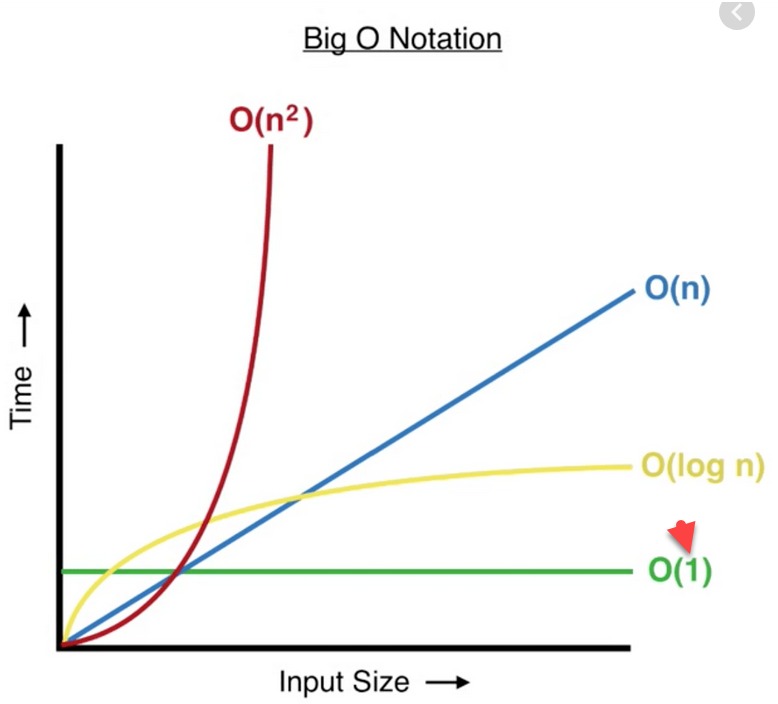 Big O Notation
O(n²)
O(n)
Time →
O(log n)
O(1)
Input Size →